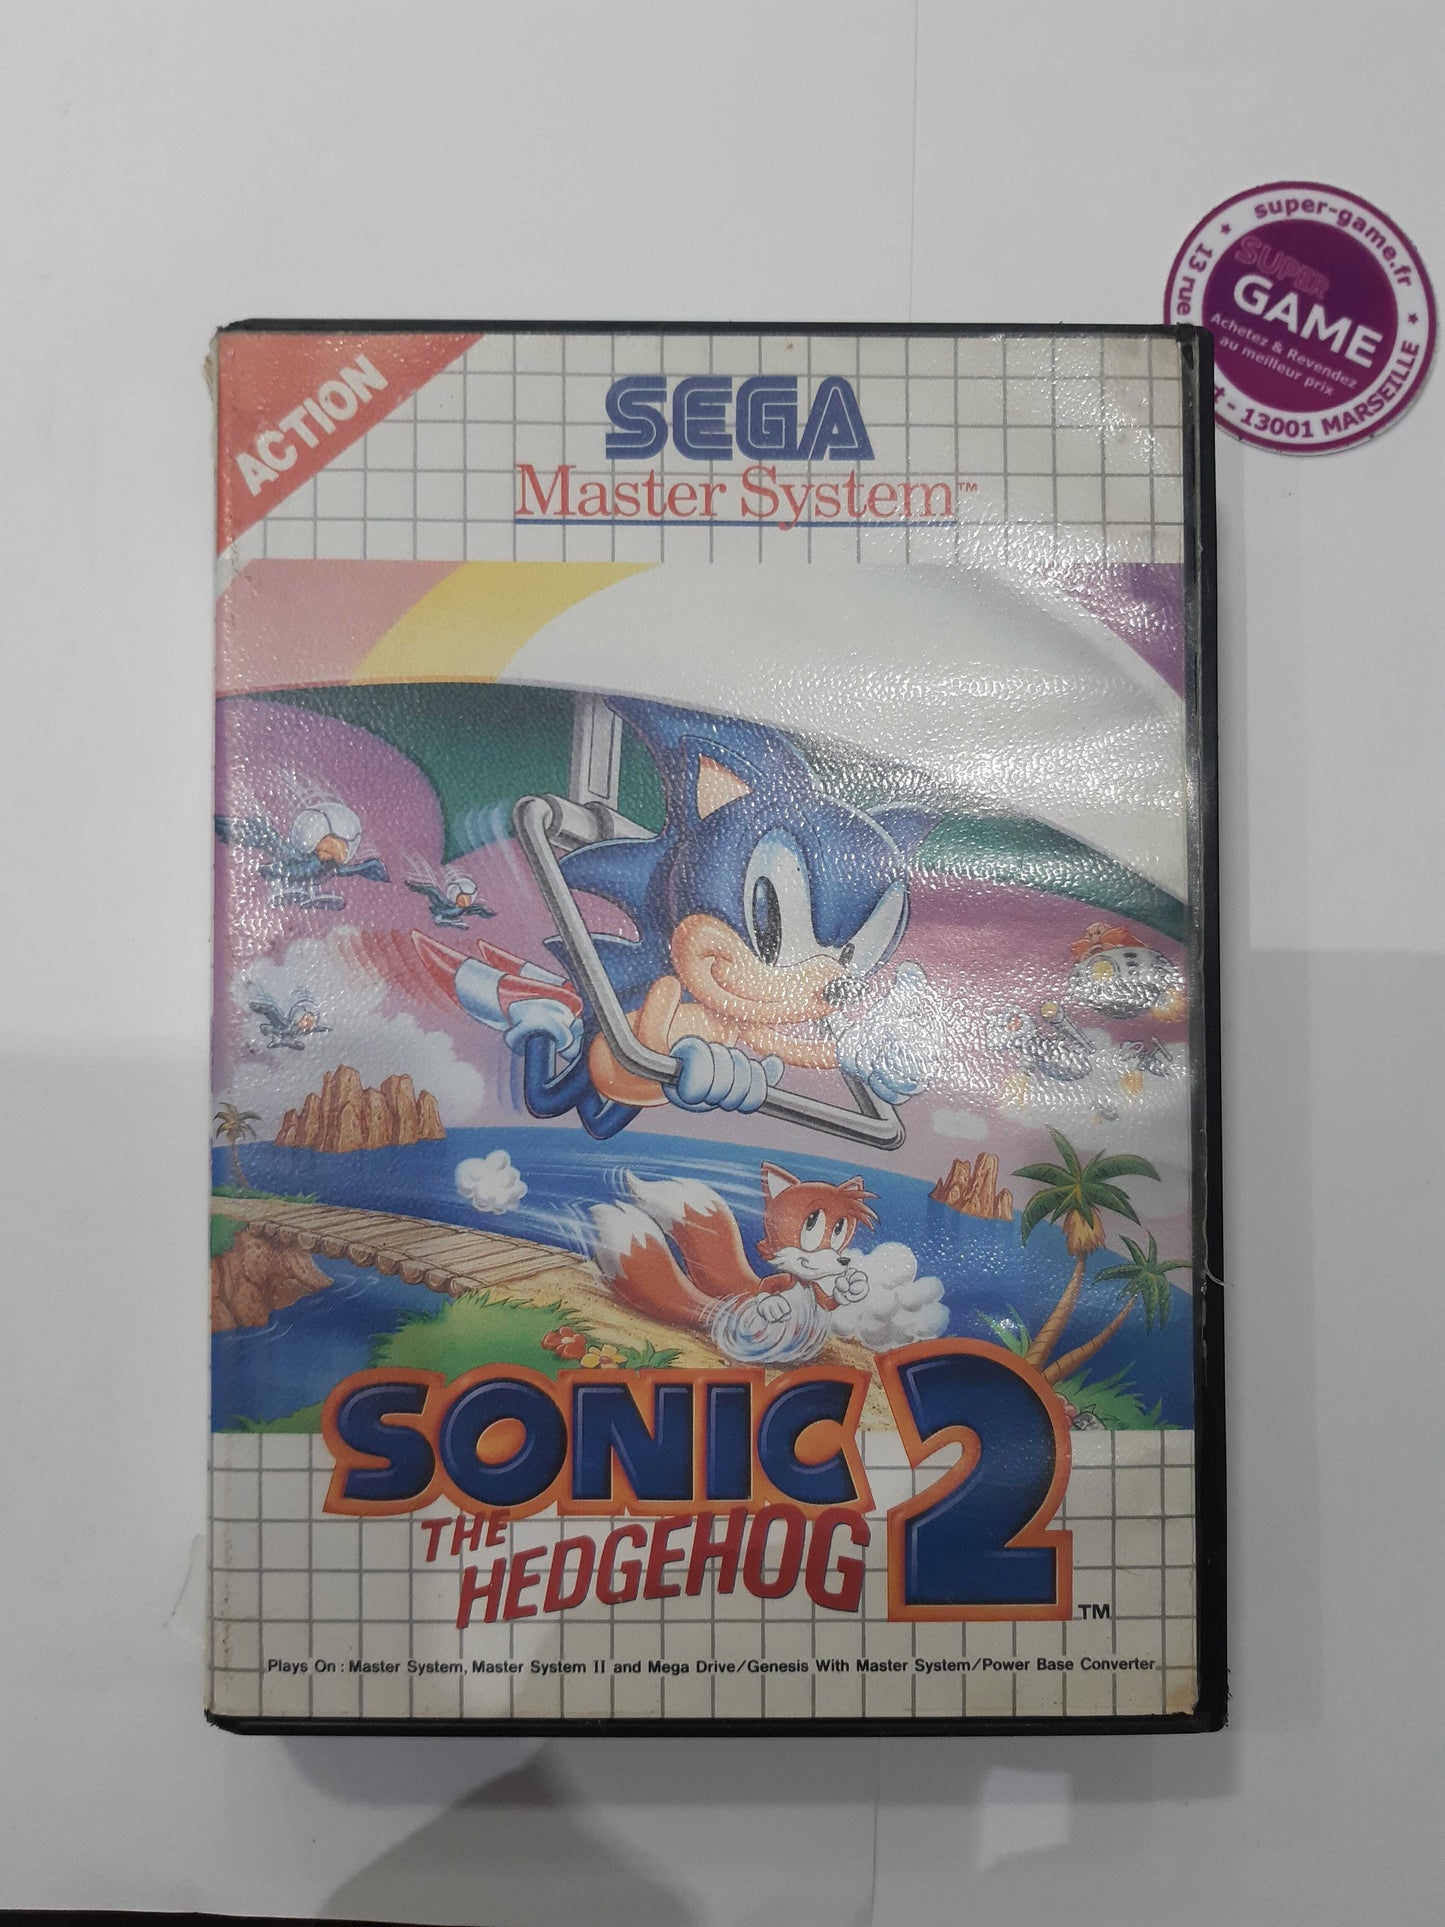 super-game.fr
13 rue
SUPER
GAME
Achetez & Revendez
au meilleur prix
- 13001 MARSEILLE
ACTION
SEGA
Master System™
SONIC
THE
HEDGEHOG
2™
Plays On : Master System, Master System II and Mega Drive/Genesis With Master System/Power Base Converter